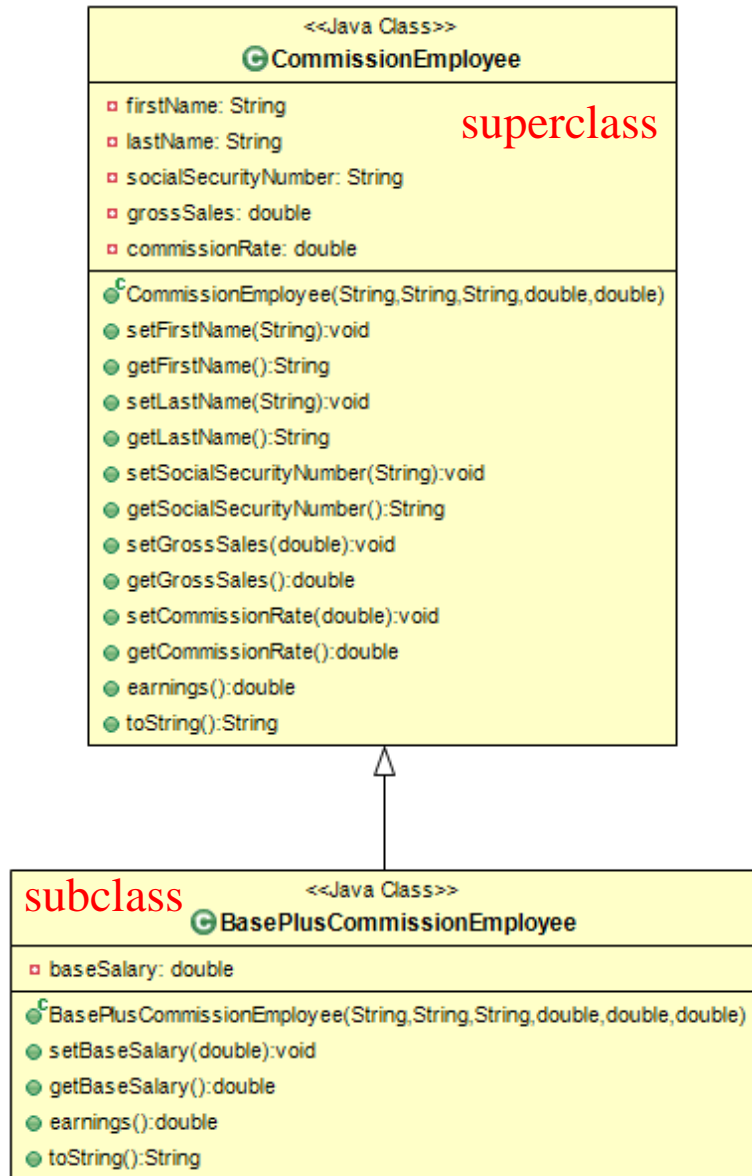 <<Java Class>>
CommissionEmployee
firstName: String
superclass
lastName: String
socialSecurityNumber: String
grossSales: double
commissionRate: double
CommissionEmployee(String,String,String,double,double)
setFirstName(String):void
getFirstName():String
setLastName(String):void
getLastName():String
setSocialSecurityNumber(String):void
getSocialSecurityNumber():String
setGrossSales(double):void
getGrossSales():double
setCommissionRate(double):void
getCommissionRate():double
earnings():double
toString():String
subclass
<<Java Class>>
BasePlusCommissionEmployee
baseSalary: double
BasePlusCommissionEmployee(String,String,String,double,double,double)
setBaseSalary(double):void
getBaseSalary():double
earnings():double
toString():String